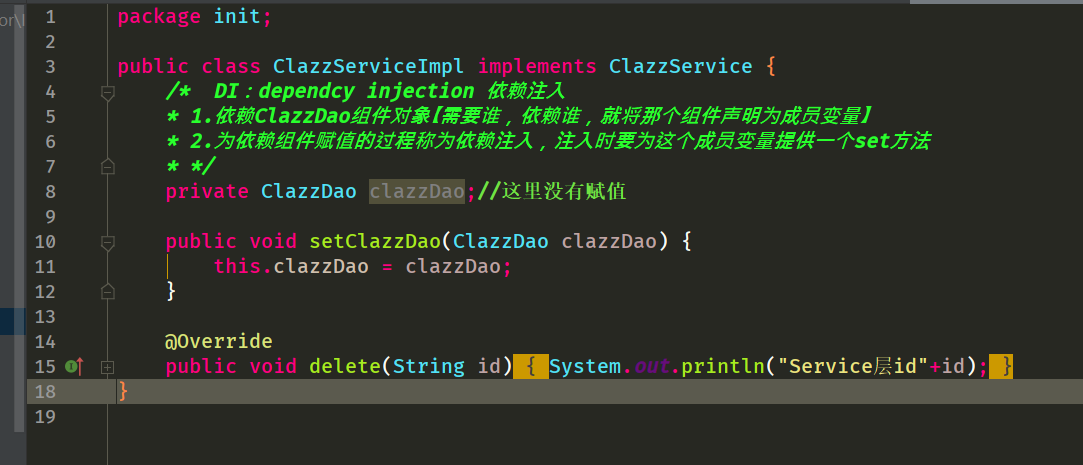 or\l
1 package init;
2
3 public class ClazzServiceImpl implements ClazzService {
4 /* DI：dependcy injection 依赖注入
5 * 1.依赖ClazzDao组件对象【需要谁，依赖谁，就将那个组件声明为成员变量】
6 * 2.为依赖组件赋值的过程称为依赖注入，注入时要为这个成员变量提供一个set方法
7 * */
8 private ClazzDao clazzDao;//这里没有赋值
9
10 public void setClazzDao(ClazzDao clazzDao) {
11 this.clazzDao = clazzDao;
12 }
13
14 @Override
15 public void delete(String id) { System.out.println("Service层id"+id); }
18 }
19